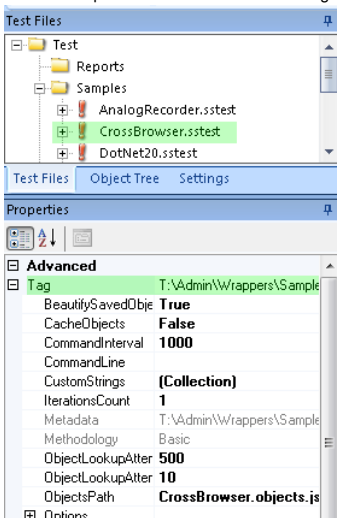 Test Files
Test
Reports
Samples
AnalogRecorder.sstest
CrossBrowser.sstest
DotNet20.sstest
Test Files Object Tree Settings
Properties
Advanced
Tag T:\Admin\Wrappers\Sample
BeautifySavedObje True
CacheObjects False
CommandInterval 1000
CommandLine
CustomStrings (Collection)
IterationsCount 1
Metadata T:\Admin\Wrappers\Sample
Methodology Basic
ObjectLookupAtter 500
ObjectLookupAtter 10
ObjectsPath CrossBrowser.objects.js
Options